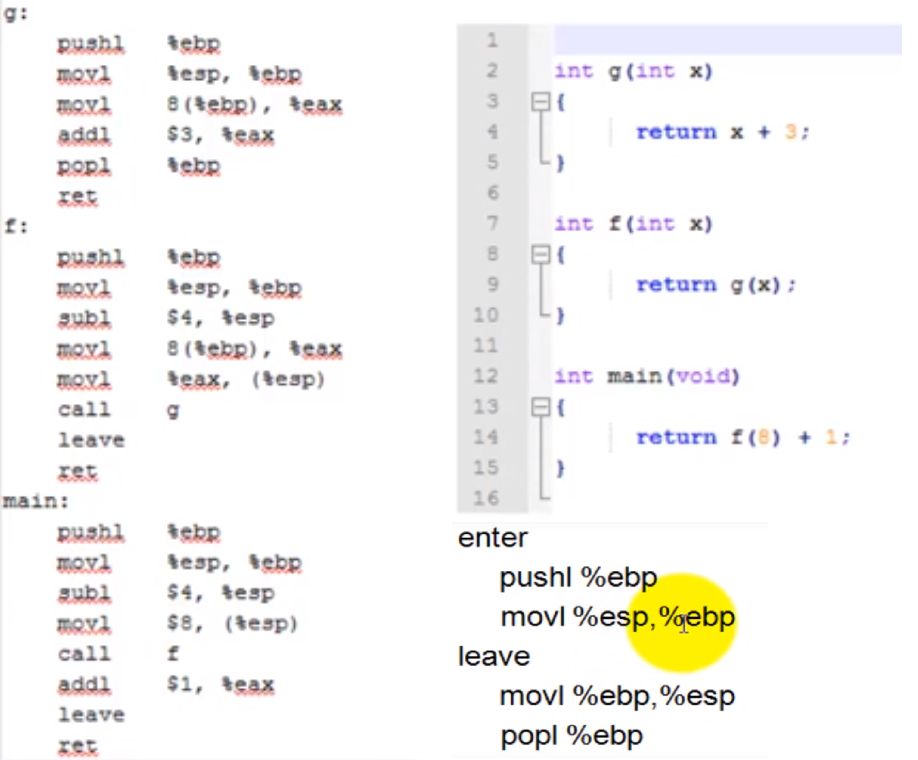 g:
pushl %ebp
movl %esp, %ebp
movl 8(%ebp), %eax
addl $3, %eax
popl %ebp
ret
f:
pushl %ebp
movl %esp, %ebp
subl $4, %esp
movl 8(%ebp), %eax
movl %eax, (%esp)
call g
leave
ret
main:
pushl %ebp
movl %esp, %ebp
subl $4, %esp
movl $8, (%esp)
call f
addl $1, %eax
leave
ret
1
2 int g(int x)
3 {
4 return x + 3;
5 }
6
7 int f(int x)
8 {
9 return g(x);
10 }
11
12 int main(void)
13 {
14 return f(8) + 1;
15 }
16
enter
pushl %ebp
movl %esp,%ebp
leave
movl %ebp,%esp
popl %ebp